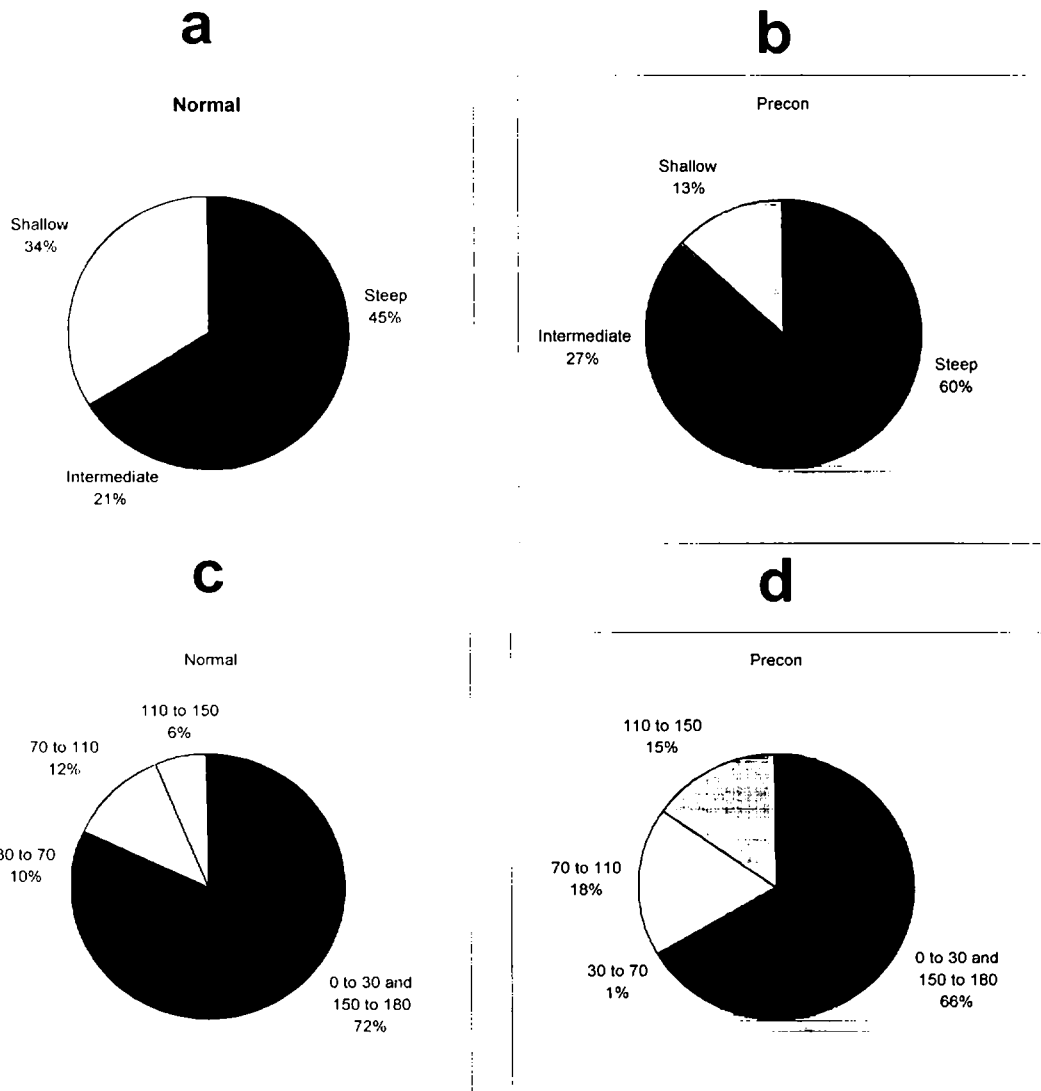 a
Normal
Shallow
34%
Steep
45%
Intermediate
21%
b
Precon
Shallow
13%
Intermediate
27%
Steep
60%
c
Normal
110 to 150
6%
70 to 110
12%
30 to 70
10%
0 to 30 and
150 to 180
72%
d
Precon
110 to 150
15%
70 to 110
18%
30 to 70
1%
0 to 30 and
150 to 180
66%